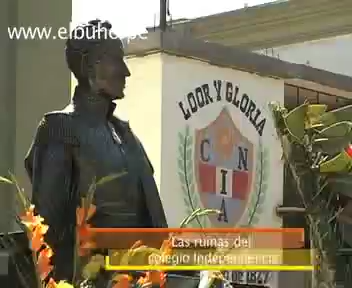 www.elbuho.pe
LOOR Y GLORIA
C N
I
A
Las ruinas del
colegio Independencia